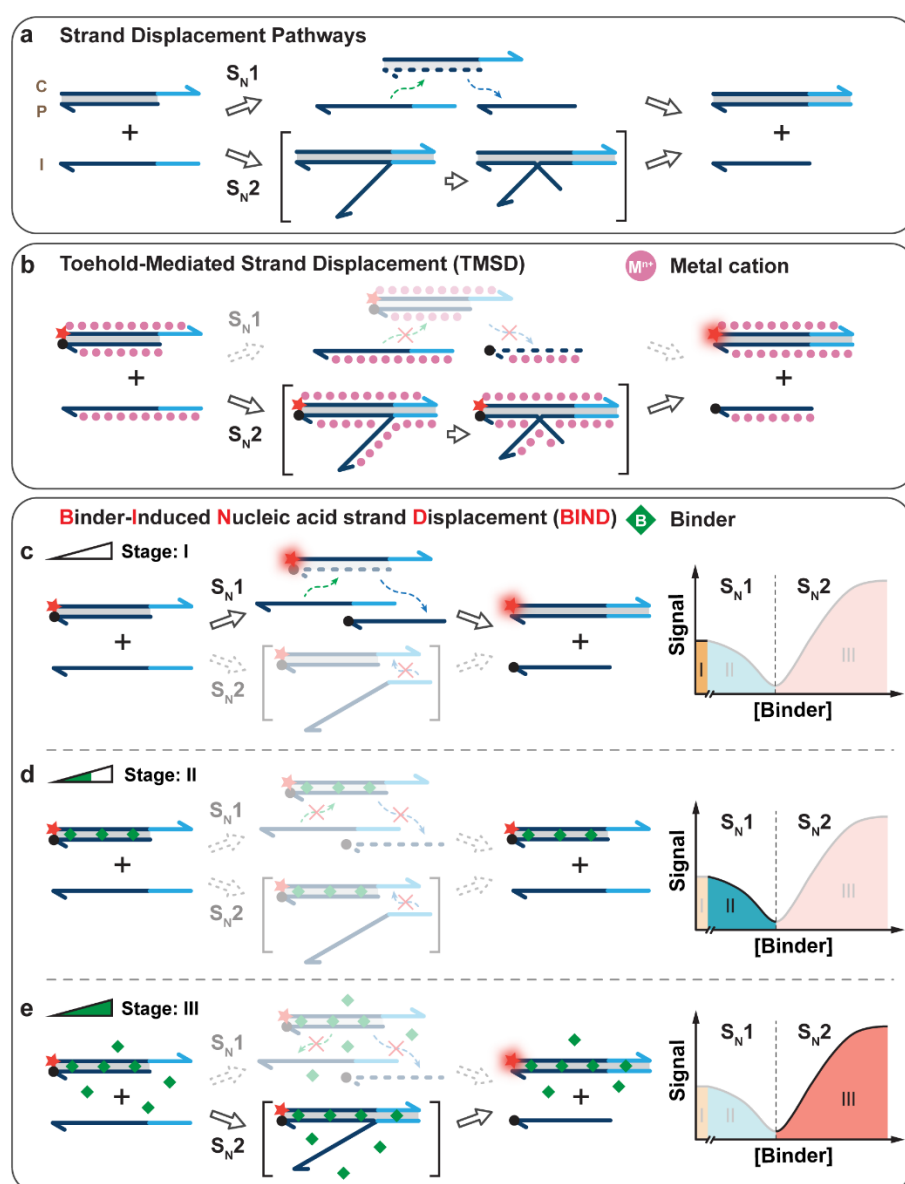 a Strand Displacement Pathways
C
P
I
+
SN1
SN2
+
b Toehold-Mediated Strand Displacement (TMSD)
Mn+ Metal cation
+
SN1
SN2
+
Binder-Induced Nucleic acid strand Displacement (BIND)
B Binder
c Stage: I
+
SN1
SN2
+
Signal
SN1 SN2
I II III
[Binder]
d Stage: II
+
SN1
SN2
+
Signal
SN1 SN2
I II III
[Binder]
e Stage: III
+
SN1
SN2
+
Signal
SN1 SN2
I II III
[Binder]